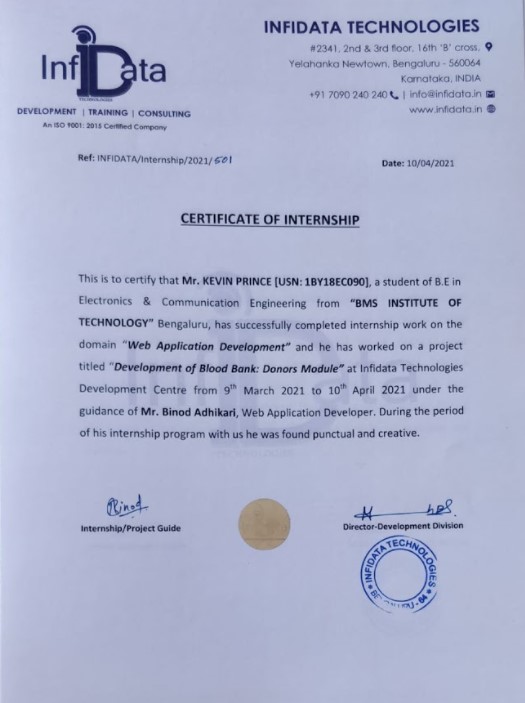 InfiData
TECHNOLOGIES
DEVELOPMENT | TRAINING | CONSULTING
An ISO 9001: 2015 Certified Company
INFIDATA TECHNOLOGIES
#2341, 2nd & 3rd floor, 16th 'B' cross,
Yelahanka Newtown, Bengaluru - 560064
Karnataka, INDIA
+91 7090 240 240 | info@infidata.in
www.infidata.in
Ref: INFIDATA/Internship/2021/601
Date: 10/04/2021
CERTIFICATE OF INTERNSHIP
This is to certify that Mr. KEVIN PRINCE [USN: 1BY18EC090], a student of B.E in
Electronics & Communication Engineering from "BMS INSTITUTE OF
TECHNOLOGY" Bengaluru, has successfully completed internship work on the
domain "Web Application Development" and he has worked on a project
titled "Development of Blood Bank: Donors Module" at Infidata Technologies
Development Centre from 9th March 2021 to 10th April 2021 under the
guidance of Mr. Binod Adhikari, Web Application Developer. During the period
of his internship program with us he was found punctual and creative.
Binod
Internship/Project Guide
Director-Development Division
INFIDATA TECHNOLOGIES